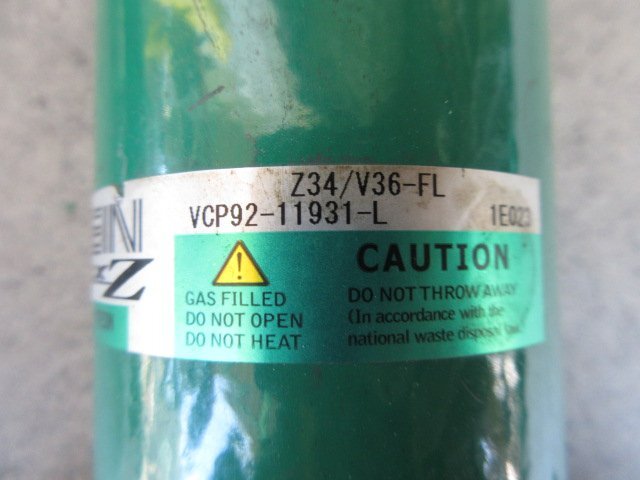 Z34/V36-FL
VCP92-11931-L 1E023
CAUTION
GAS FILLED
DO NOT OPEN
DO NOT HEAT
DO NOT THROW AWAY
(In accordance with the
national waste disposal law.)